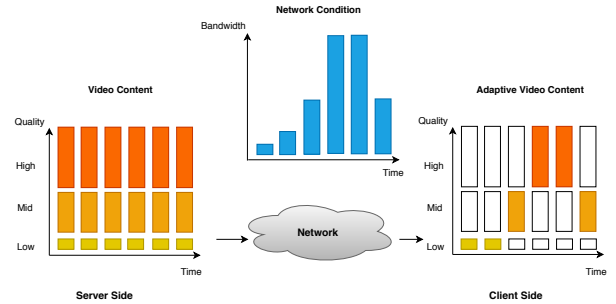 Network Condition
Bandwidth
Time
Video Content
Quality
High
Mid
Low
Time
Server Side
Network
Adaptive Video Content
Quality
High
Mid
Low
Time
Client Side